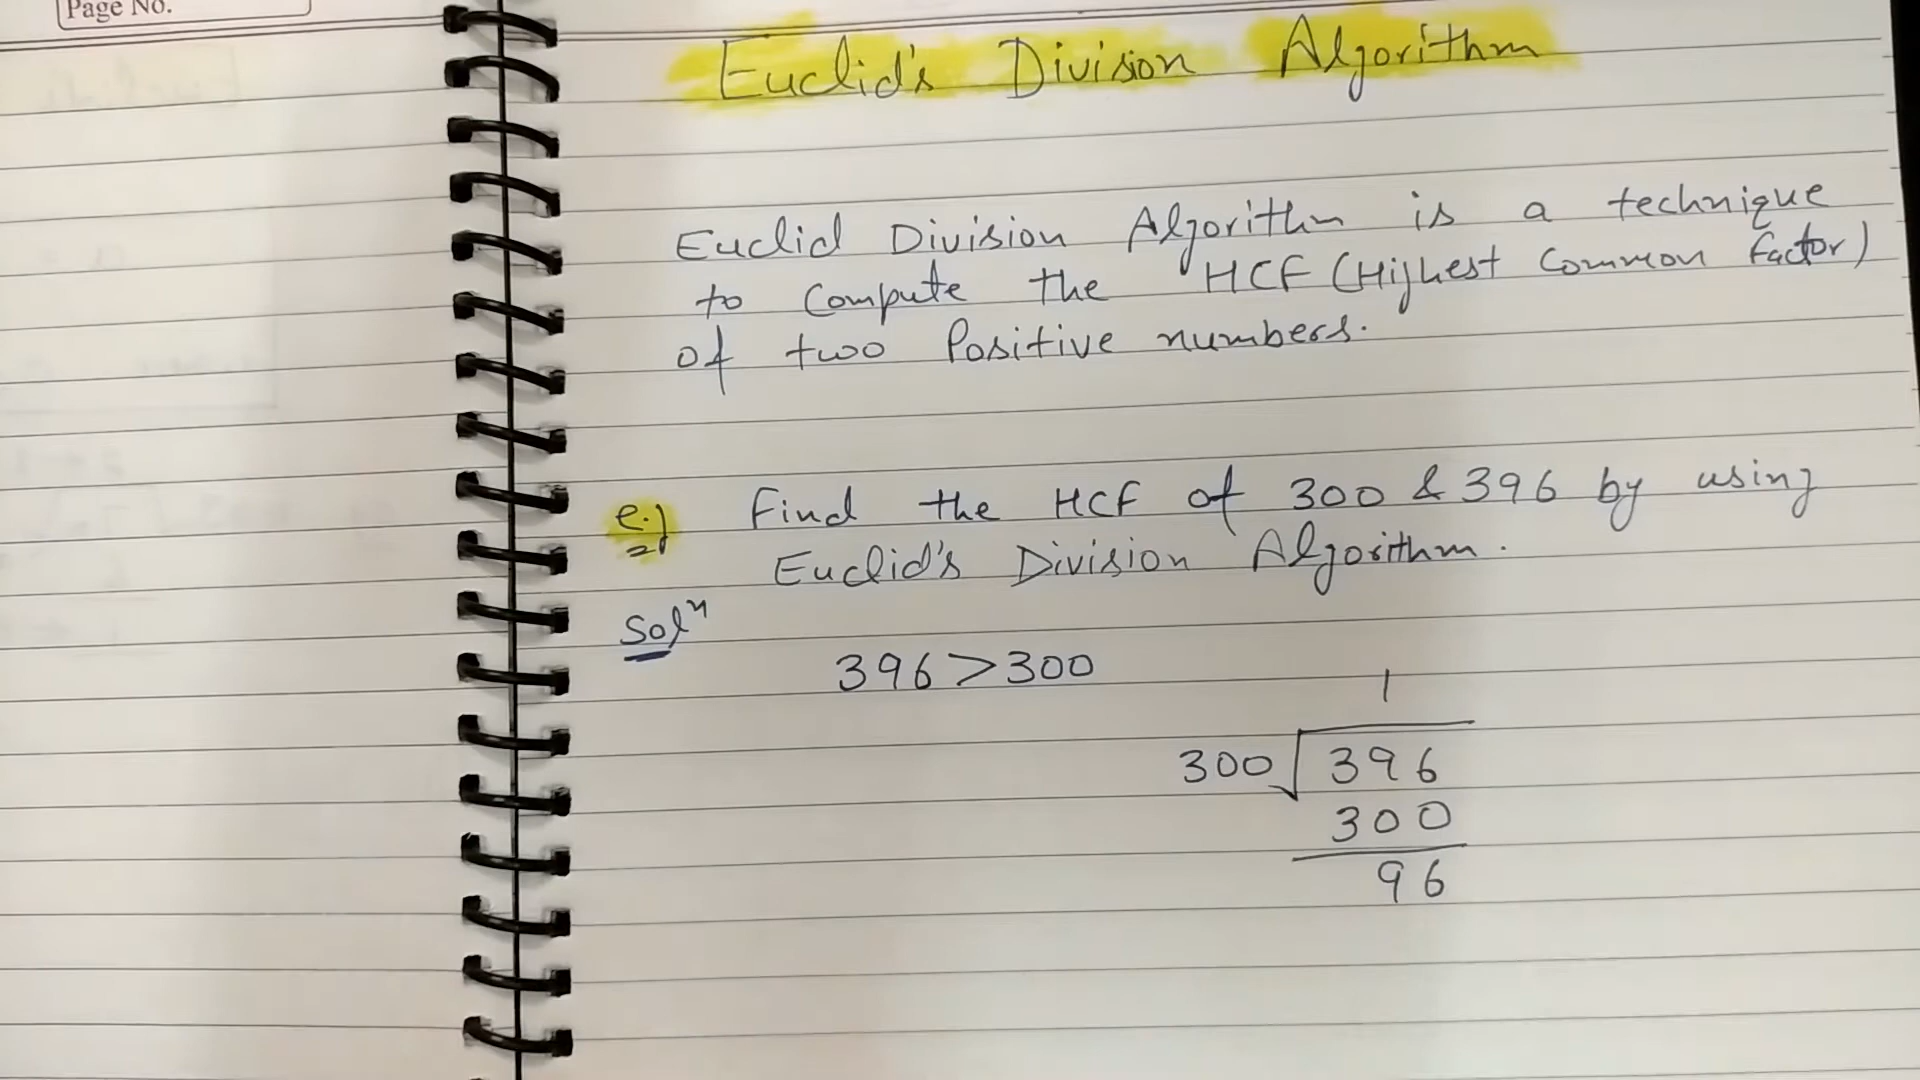 Page No.
Euclid's Division Algorithm
Euclid Division Algorithm is a technique
to Compute the HCF (Highest Common Factor)
of two Positive numbers.
e.g Find the HCF of 300 & 396 by using
Euclid's Division Algorithm.
Solⁿ
396 > 300
1
300 396
300
96